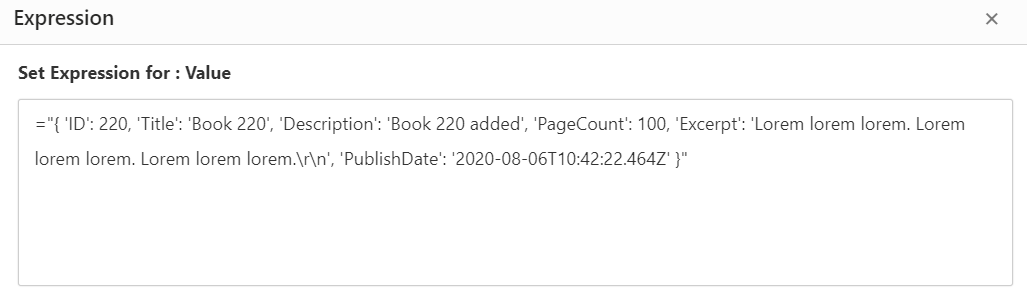 Expression
×
Set Expression for : Value
="{ 'ID': 220, 'Title': 'Book 220', 'Description': 'Book 220 added', 'PageCount': 100, 'Excerpt': 'Lorem lorem lorem. Lorem
lorem lorem. Lorem lorem lorem.\r\n', 'PublishDate': '2020-08-06T10:42:22.464Z' }"